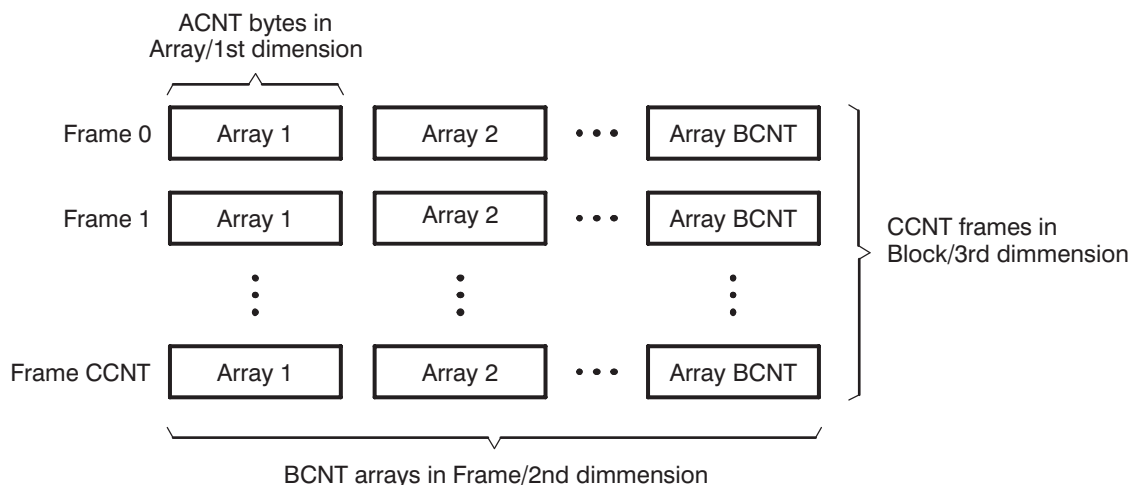 ACNT bytes in
Array/1st dimension
Frame 0 Array 1 Array 2 Array BCNT
Frame 1 Array 1 Array 2 Array BCNT
CCNT frames in
Block/3rd dimmension
Frame CCNT Array 1 Array 2 Array BCNT
BCNT arrays in Frame/2nd dimmension